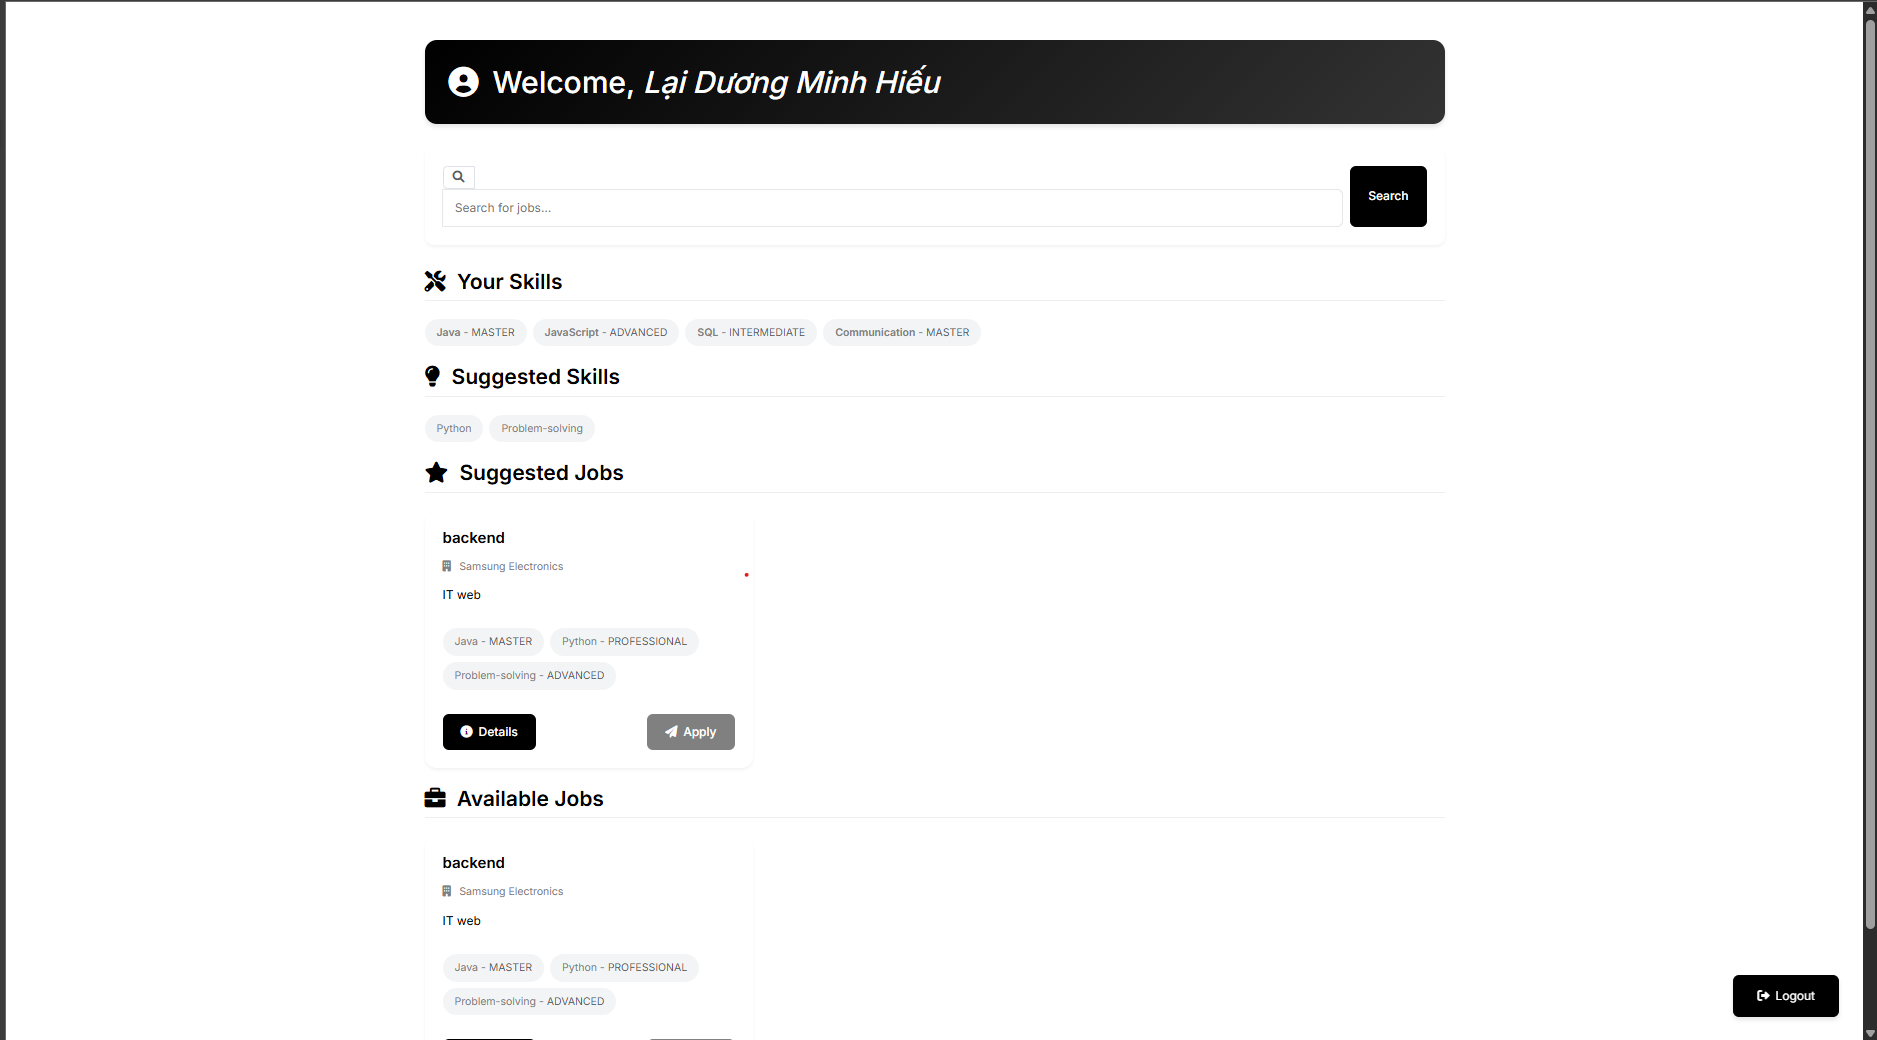 Welcome, Lại Dương Minh Hiếu
Search for jobs...
Search
Your Skills
Java - MASTER JavaScript - ADVANCED SQL - INTERMEDIATE Communication - MASTER
Suggested Skills
Python Problem-solving
Suggested Jobs
backend
Samsung Electronics
IT web
Java - MASTER Python - PROFESSIONAL
Problem-solving - ADVANCED
Details Apply
Available Jobs
backend
Samsung Electronics
IT web
Java - MASTER Python - PROFESSIONAL
Problem-solving - ADVANCED
Logout